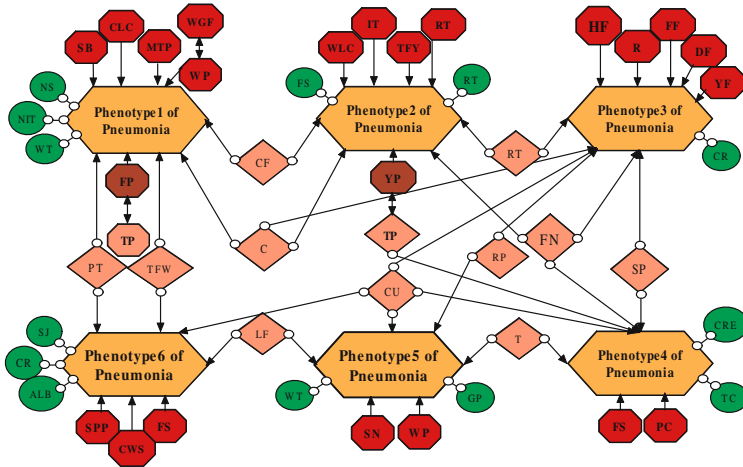 WGF
CLC
IT
RT
FF
HF
SB
MTP
WLC
TFY
R
DF
WP
YF
NS
FS
RT
NIT
Phenotype1 of
Pneumonia
Phenotype2 of
Pneumonia
Phenotype3 of
Pneumonia
WT
CF
RT
CR
FP
YP
TP
C
TP
FN
RP
PT
TFW
CU
SP
SJ
CR
ALB
Phenotype6 of
Pneumonia
LF
Phenotype5 of
Pneumonia
T
Phenotype4 of
Pneumonia
CRE
WT
GP
TC
SPP
CWS
FS
SN
WP
FS
PC